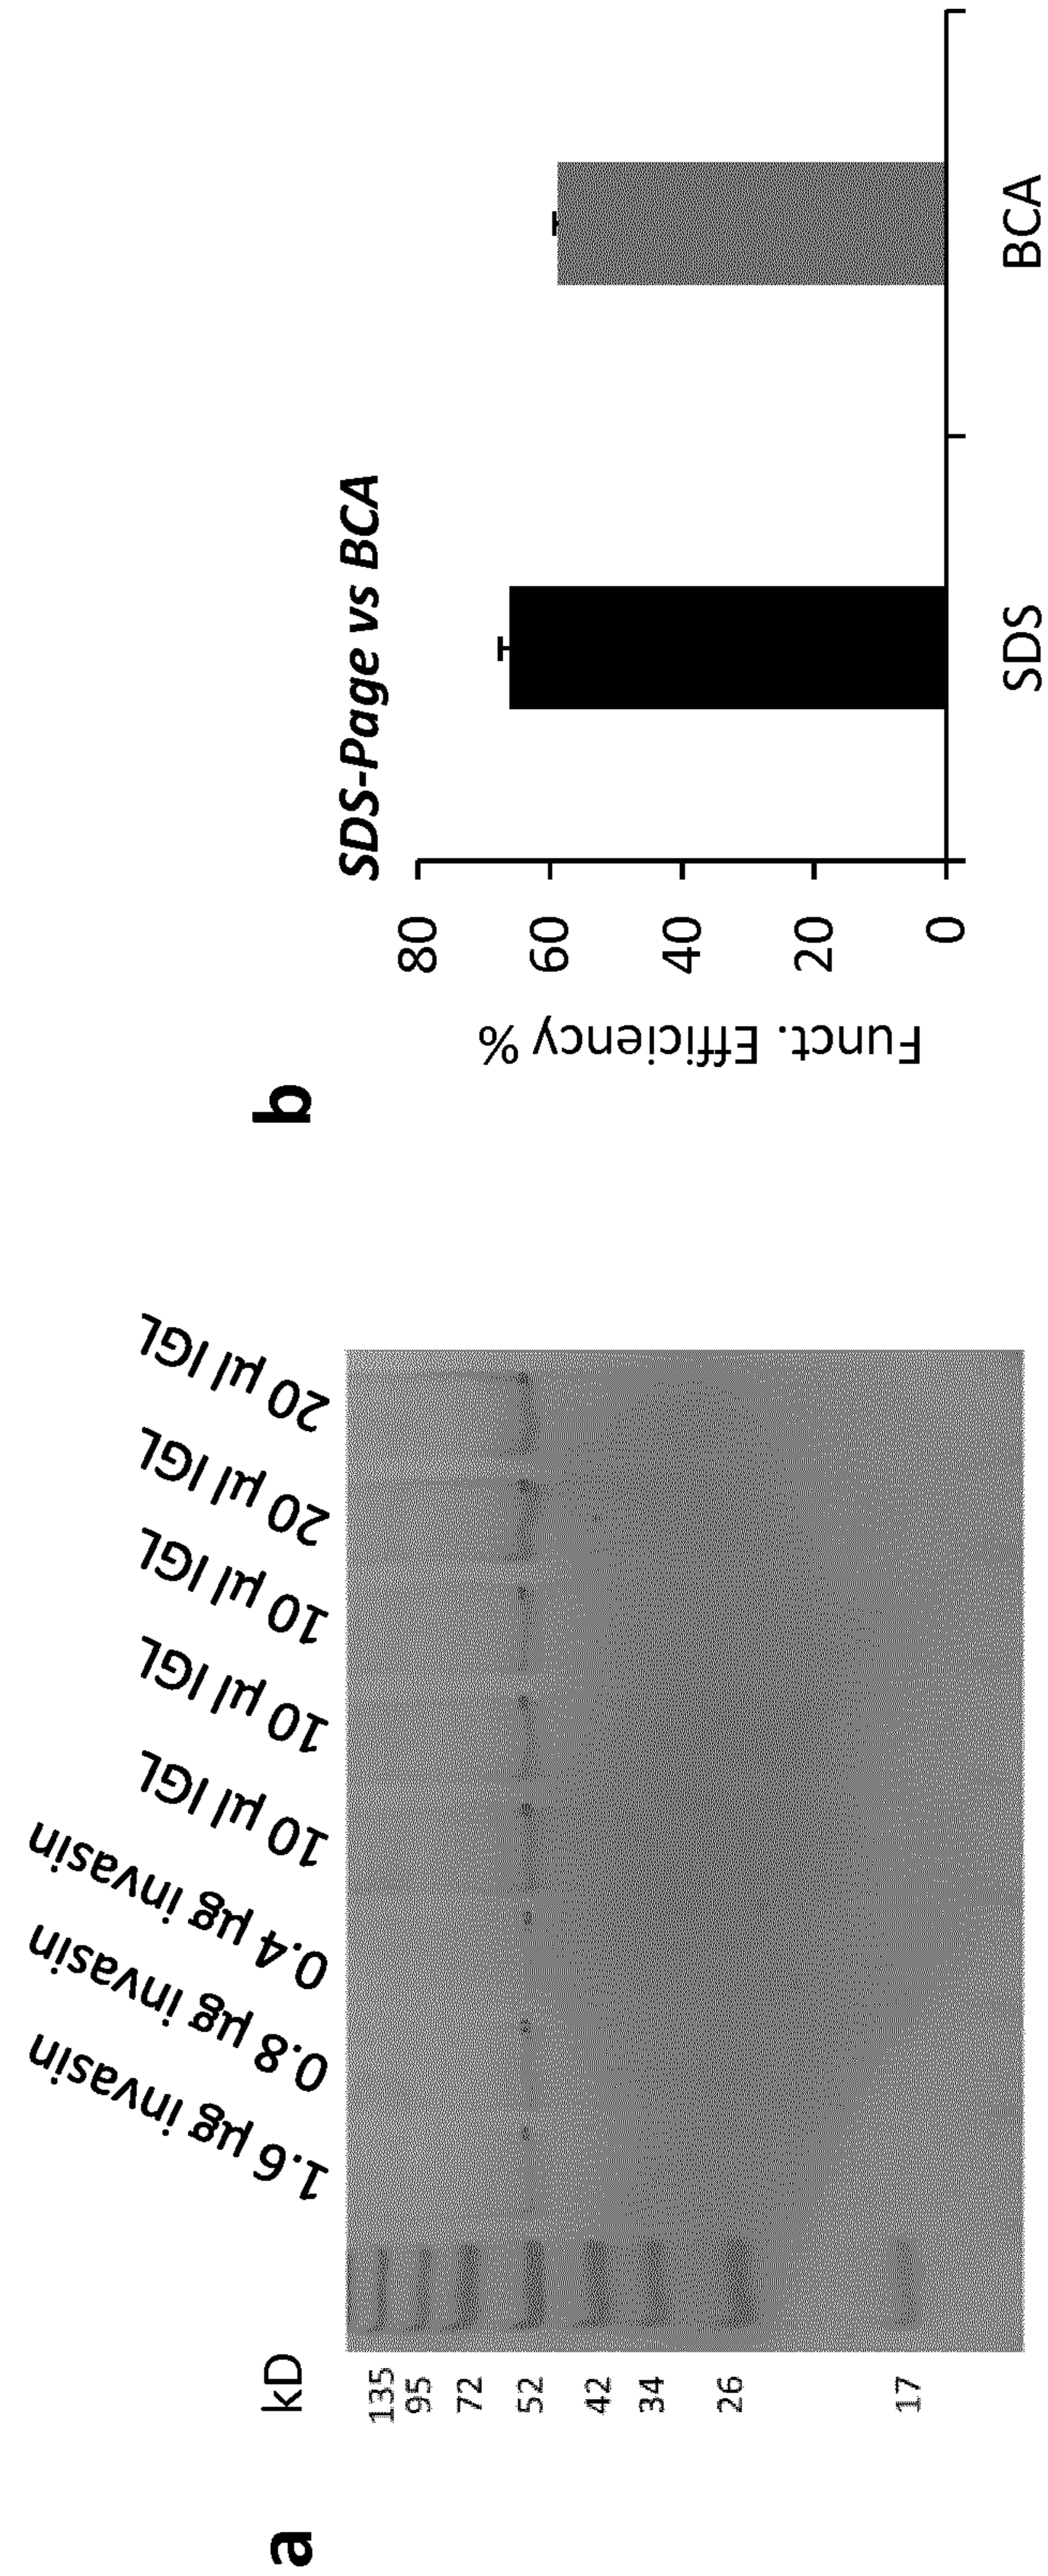 a
kD
1.6 µg invasin
0.8 µg invasin
0.4 µg invasin
10 µl IGL
10 µl IGL
10 µl IGL
20 µl IGL
20 µl IGL
135
95
72
52
42
34
26
17
b
SDS-Page vs BCA
Funct. Efficiency %
80
60
40
20
0
SDS
BCA